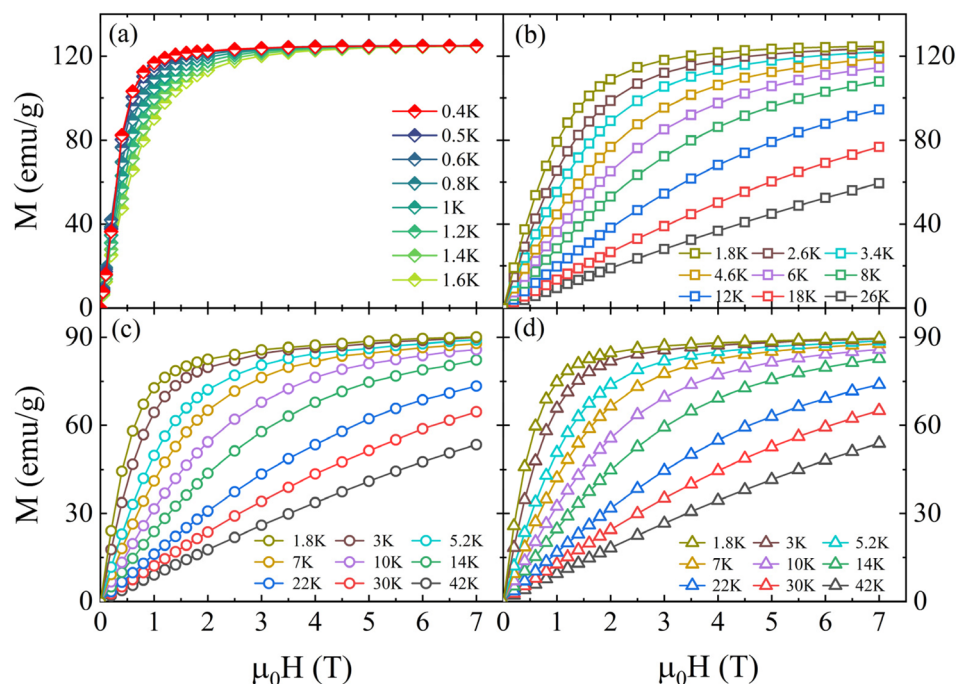 (a)
(b)
M (emu/g)
120
80
40
0
0.4K
0.5K
0.6K
0.8K
1K
1.2K
1.4K
1.6K
1.8K 2.6K 3.4K
4.6K 6K 8K
12K 18K 26K
120
80
40
0
M (emu/g)
(c)
(d)
M (emu/g)
90
60
30
0
1.8K 3K 5.2K
7K 10K 14K
22K 30K 42K
1.8K 3K 5.2K
7K 10K 14K
22K 30K 42K
90
60
30
0
M (emu/g)
0 1 2 3 4 5 6 7
0 1 2 3 4 5 6 7
μ₀H (T)
μ₀H (T)